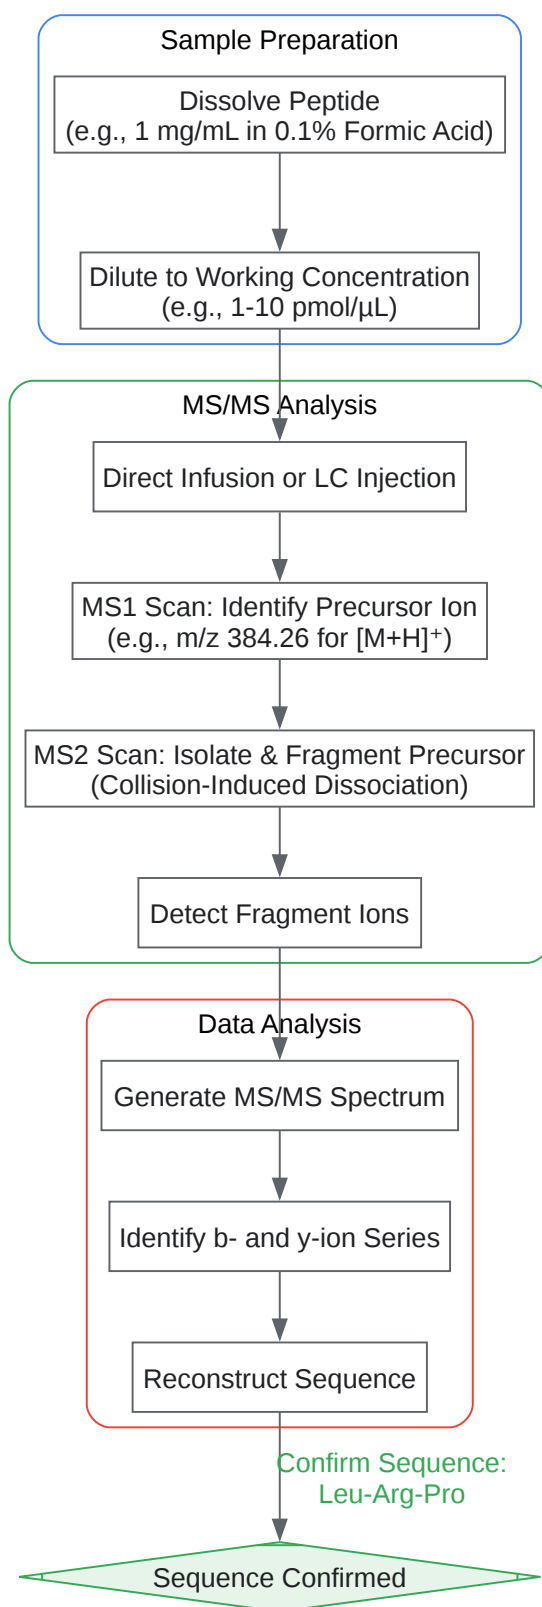 Sample Preparation
Dissolve Peptide
(e.g., 1 mg/mL in 0.1% Formic Acid)
Dilute to Working Concentration
(e.g., 1-10 pmol/µL)
MS/MS Analysis
Direct Infusion or LC Injection
MS1 Scan: Identify Precursor Ion
(e.g., m/z 384.26 for [M+H]⁺)
MS2 Scan: Isolate & Fragment Precursor
(Collision-Induced Dissociation)
Detect Fragment Ions
Data Analysis
Generate MS/MS Spectrum
Identify b- and y-ion Series
Reconstruct Sequence
Confirm Sequence:
Leu-Arg-Pro
Sequence Confirmed